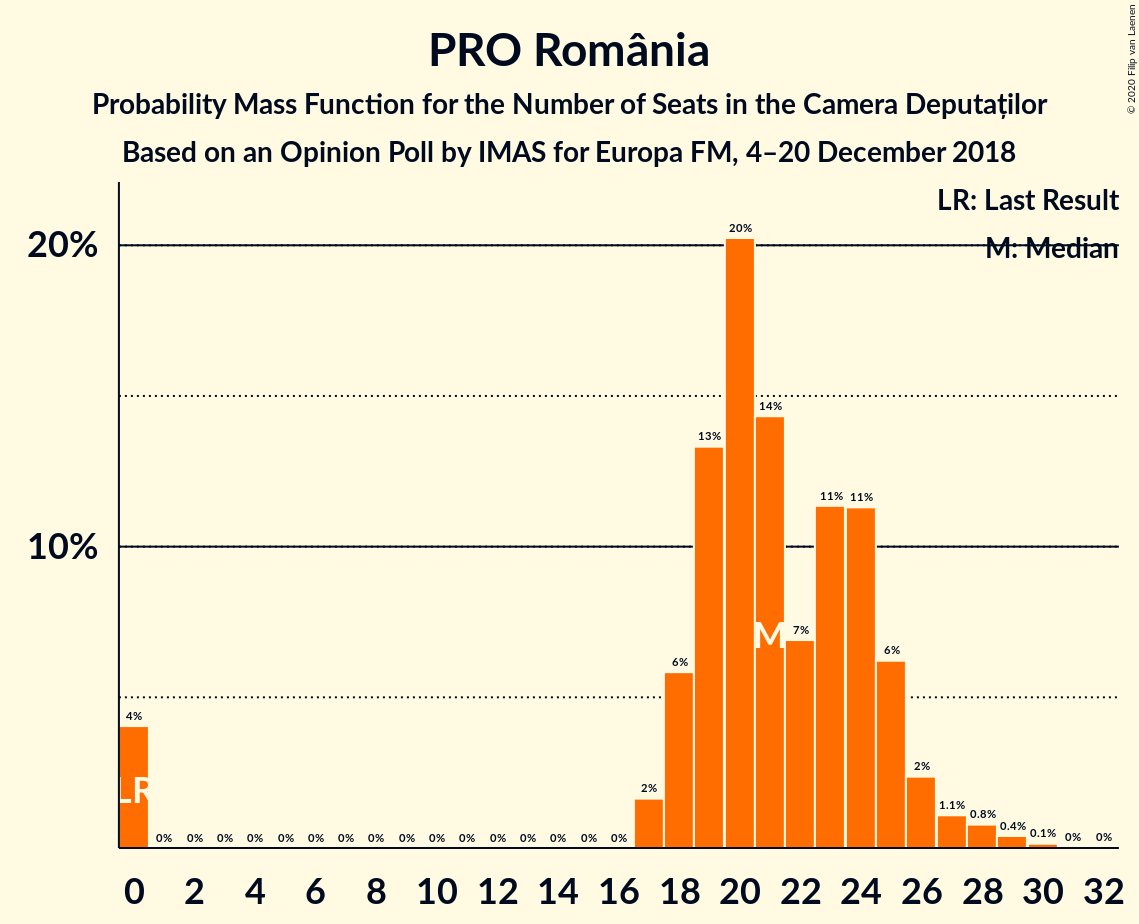 PRO România
Probability Mass Function for the Number of Seats in the Camera Deputaților
Based on an Opinion Poll by IMAS for Europa FM, 4–20 December 2018
© 2020 Filip van Laenen
LR: Last Result
M: Median
20%
10%
4% 0% 0% 0% 0% 0% 0% 0% 0% 0% 0% 0% 0% 0% 0% 0% 0% 2% 6% 13% 20% 14% 7% 11% 11% 6% 2% 1.1% 0.8% 0.4% 0.1% 0% 0%
LR
M
0 2 4 6 8 10 12 14 16 18 20 22 24 26 28 30 32